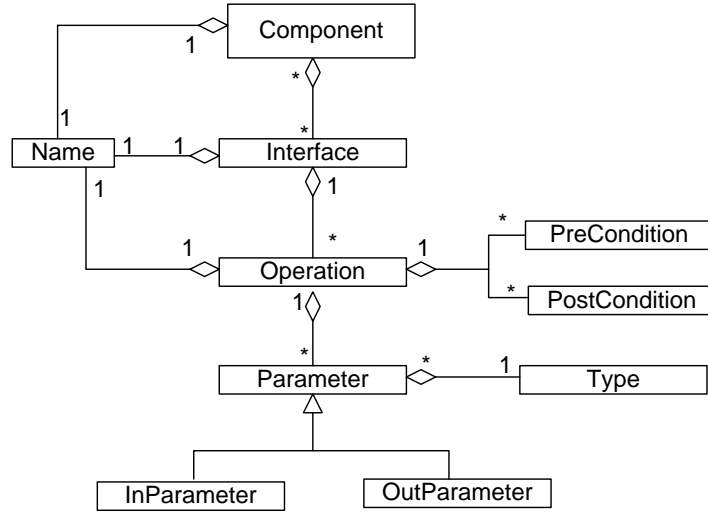 Component
1
*
1
*
Name
1
1
Interface
1
1
*
1
Operation
1
*
PreCondition
*
PostCondition
1
*
Parameter
*
1
Type
InParameter
OutParameter